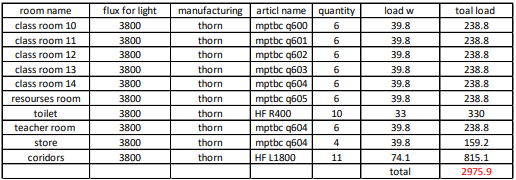 room name flux for light manufacturing articl name quantity load w toal load
class room 10 3800 thorn mptbc q600 6 39.8 238.8
class room 11 3800 thorn mptbc q601 6 39.8 238.8
class room 12 3800 thorn mptbc q602 6 39.8 238.8
class room 13 3800 thorn mptbc q603 6 39.8 238.8
class room 14 3800 thorn mptbc q604 6 39.8 238.8
resourses room 3800 thorn mptbc q605 6 39.8 238.8
toilet 3800 thorn HF R400 10 33 330
teacher room 3800 thorn mptbc q604 6 39.8 238.8
store 3800 thorn mptbc q604 4 39.8 159.2
coridors 3800 thorn HF L1800 11 74.1 815.1
total 2975.9